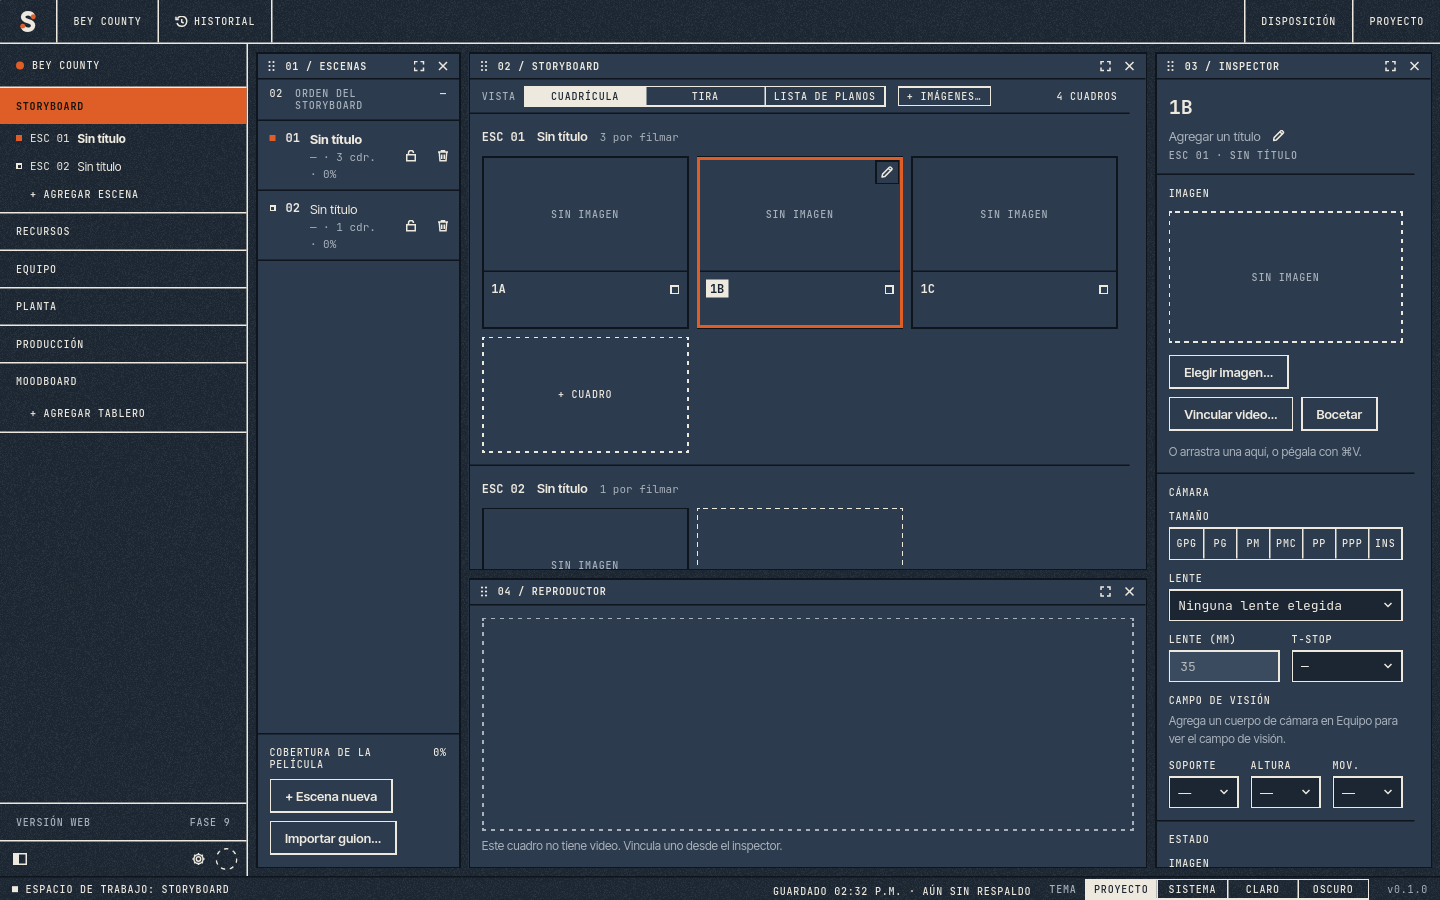 S
BEY COUNTY
HISTORIAL
DISPOSICIÓN
PROYECTO
BEY COUNTY
STORYBOARD
ESC 01 Sin título
ESC 02 Sin título
+ AGREGAR ESCENA
RECURSOS
EQUIPO
PLANTA
PRODUCCIÓN
MOODBOARD
+ AGREGAR TABLERO
VERSIÓN WEB
FASE 9
01 / ESCENAS
02 ORDEN DEL
STORYBOARD
—
01 Sin título
— · 3 cdr.
· 0%
02 Sin título
— · 1 cdr.
· 0%
COBERTURA DE LA
PELÍCULA
0%
+ Escena nueva
Importar guion...
02 / STORYBOARD
VISTA
CUADRÍCULA
TIRA
LISTA DE PLANOS
+ IMÁGENES…
4 CUADROS
ESC 01 Sin título 3 por filmar
SIN IMAGEN
SIN IMAGEN
SIN IMAGEN
1A
1B
1C
+ CUADRO
ESC 02 Sin título 1 por filmar
SIN IMAGEN
04 / REPRODUCTOR
Este cuadro no tiene video. Vincula uno desde el inspector.
03 / INSPECTOR
1B
Agregar un título
ESC 01 · SIN TÍTULO
IMAGEN
SIN IMAGEN
Elegir imagen...
Vincular video...
Bocetar
O arrastra una aquí, o pégala con ⌘V.
CÁMARA
TAMAÑO
GPG PG PM PMC PP PPP INS
LENTE
Ninguna lente elegida
LENTE (MM)
T-STOP
35
—
CAMPO DE VISIÓN
Agrega un cuerpo de cámara en Equipo para
ver el campo de visión.
SOPORTE
ALTURA
MOV.
—
—
—
ESTADO
IMAGEN
ESPACIO DE TRABAJO: STORYBOARD
GUARDADO 02:32 P.M. · AÚN SIN RESPALDO
TEMA
PROYECTO
SISTEMA
CLARO
OSCURO
v0.1.0